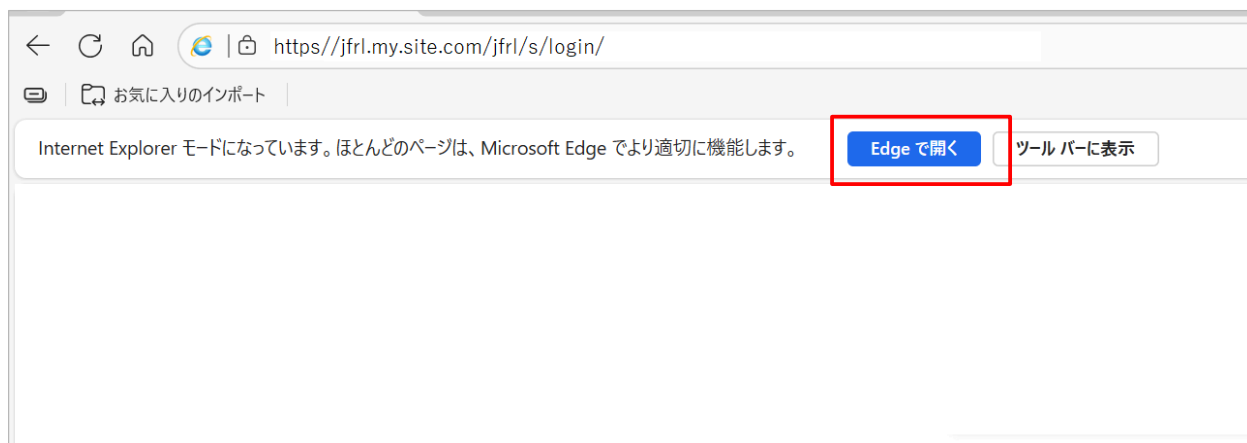 https//jfrl.my.site.com/jfrl/s/login/
お気に入りのインポート
Internet Explorer モードになっています。ほとんどのページは、Microsoft Edge でより適切に機能します。 Edge で開く ツール バーに表示